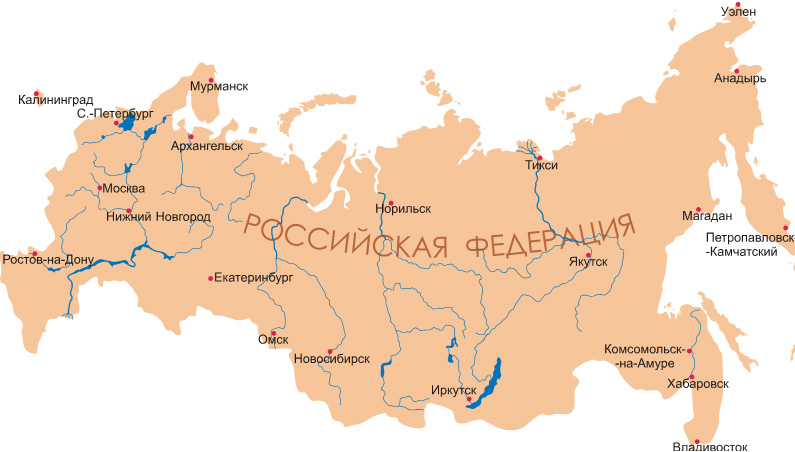 Уэлен
Анадырь
Мурманск
Калининград
С.-Петербург
Архангельск
Тикси
Москва
Норильск
Нижний Новгород
Магадан
РОССИЙСКАЯ ФЕДЕРАЦИЯ
Петропавловск-
-Камчатский
Ростов-на-Дону
Якутск
Екатеринбург
Омск
Новосибирск
Комсомольск-
-на-Амуре
Хабаровск
Иркутск
Владивосток